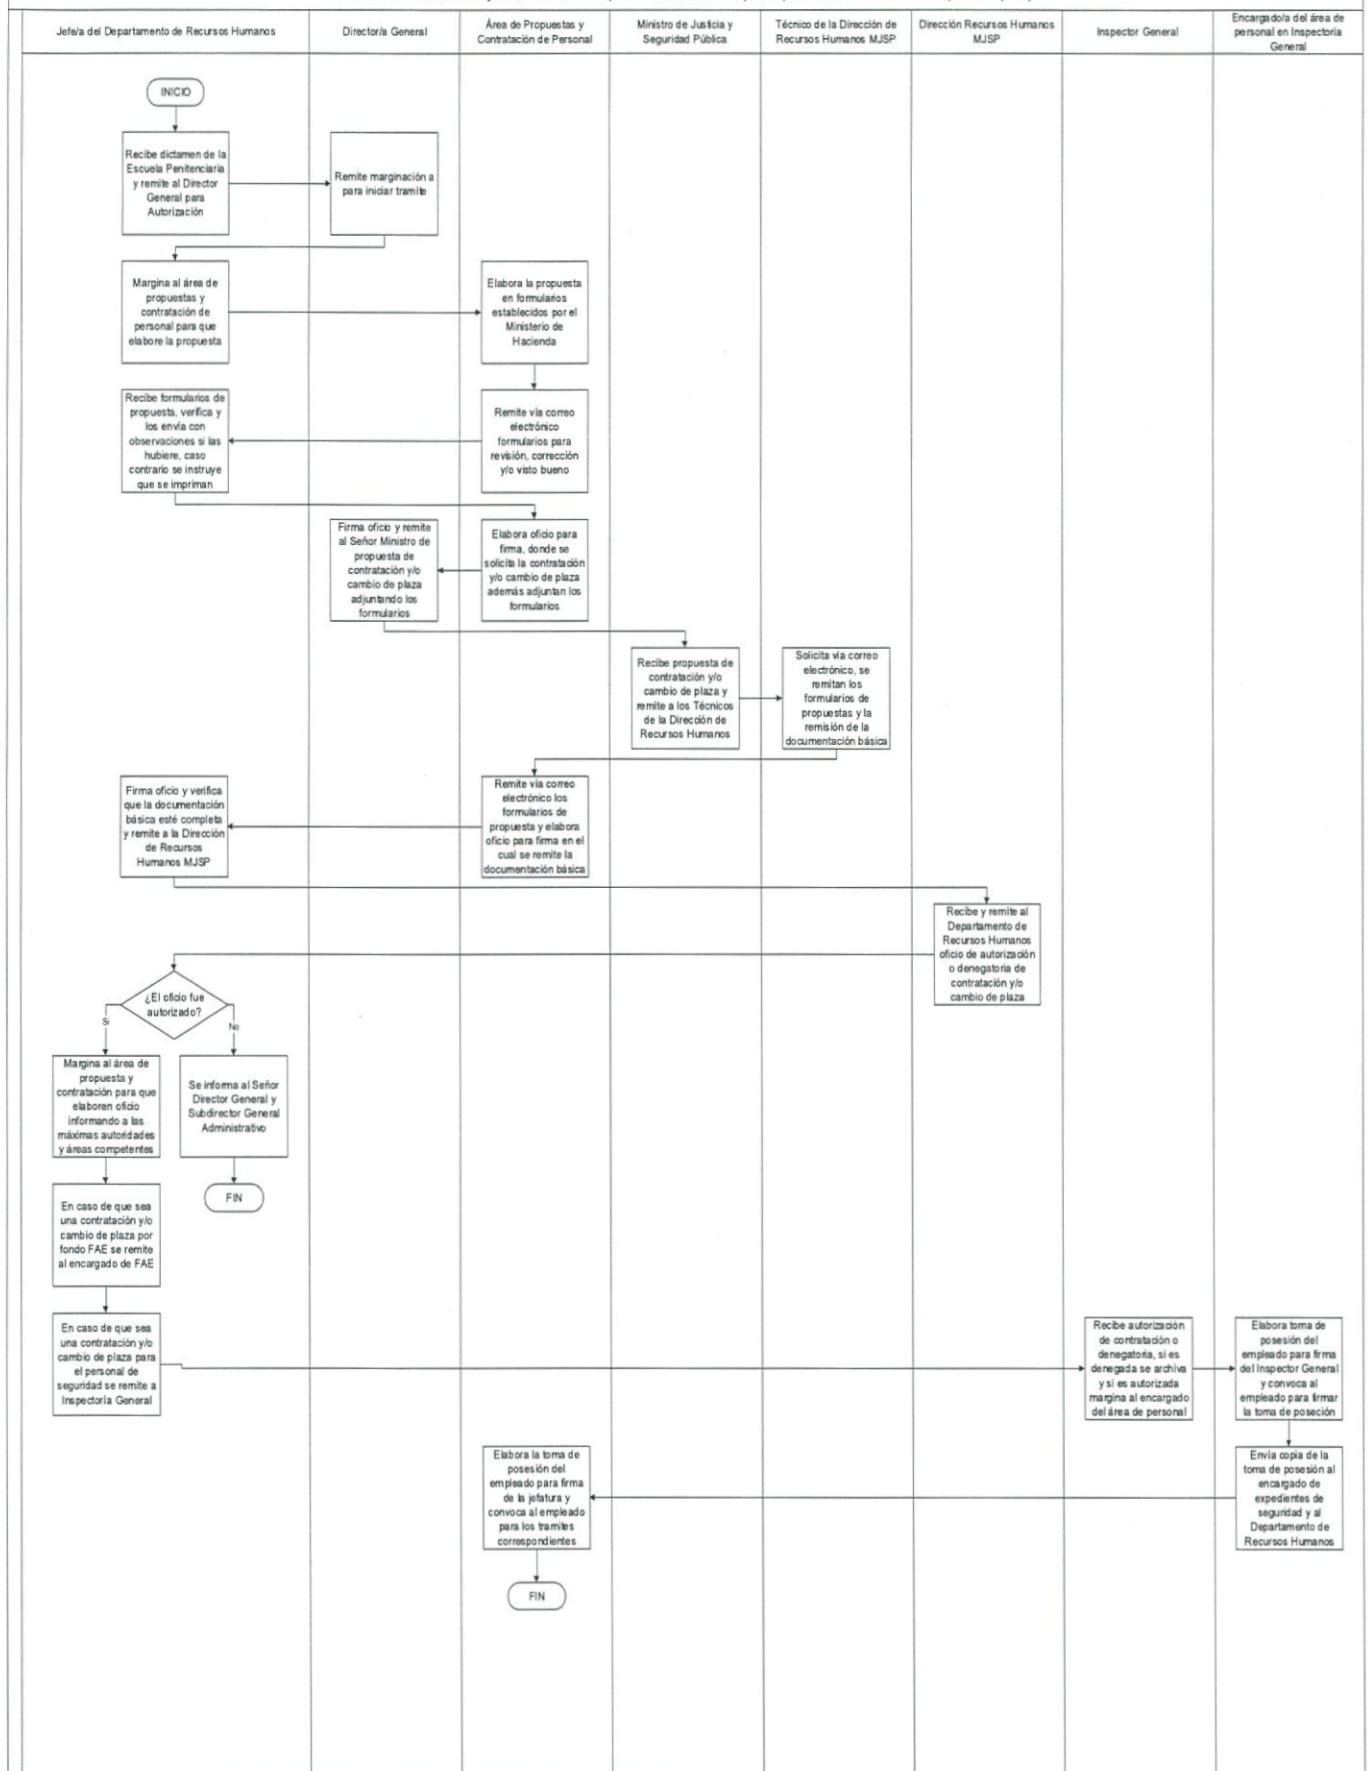 Jefe/a del Departamento de Recursos Humanos
Director/a General
Área de Propuestas y
Contratación de Personal
Ministro de Justicia y
Seguridad Pública
Técnico de la Dirección de
Recursos Humanos MJSP
Dirección Recursos Humanos
MJSP
Inspector General
Encargado/a del área de
personal en Inspectoría
General
INICIO
Recibe dictamen de la
Escuela Penitenciaria
y remite al Director
General para
Autorización
Remite marginación a
para iniciar tramite
Margina al área de
propuestas y
contratación de
personal para que
elabore la propuesta
Elabora la propuesta
en formularios
establecidos por el
Ministerio de
Hacienda
Recibe formularios de
propuesta, verifica y
los envía con
observaciones si las
hubiere, caso
contrario se instruye
que se impriman
Remite vía correo
electrónico
formularios para
revisión, corrección
y/o visto bueno
Firma oficio y remite
al Señor Ministro de
propuesta de
contratación y/o
cambio de plaza
adjuntando los
formularios
Elabora oficio para
firma, donde se
solicita la contratación
y/o cambio de plaza
además adjuntan los
formularios
Recibe propuesta de
contratación y/o
cambio de plaza y
remite a los Técnicos
de la Dirección de
Recursos Humanos
Solicita vía correo
electrónico, se
remitan los
formularios de
propuestas y la
remisión de la
documentación básica
Firma oficio y verifica
que la documentación
básica esté completa
y remite a la Dirección
de Recursos
Humanos MJSP
Remite vía correo
electrónico los
formularios de
propuesta y elabora
oficio para firma en el
cual se remite la
documentación básica
Recibe y remite al
Departamento de
Recursos Humanos
oficio de autorización
o denegatoria de
contratación y/o
cambio de plaza
¿El oficio fue
autorizado?
Si
No
Margina al área de
propuesta y
contratación para que
elaboren oficio
informando a las
máximas autoridades
y áreas competentes
Se informa al Señor
Director General y
Subdirector General
Administrativo
FIN
En caso de que sea
una contratación y/o
cambio de plaza por
fondo FAE se remite
al encargado de FAE
En caso de que sea
una contratación y/o
cambio de plaza para
el personal de
seguridad se remite a
Inspectoría General
Recibe autorización
de contratación o
denegatoria, si es
denegada se archiva
y si es autorizada
margina al encargado
del área de personal
Elabora toma de
posesión del
empleado para firma
del Inspector General
y convoca al
empleado para firmar
la toma de poseción
Elabora la toma de
posesión del
empleado para firma
de la jefatura y
convoca al empleado
para los tramites
correspondientes
Envía copia de la
toma de posesión al
encargado de
expedientes de
seguridad y al
Departamento de
Recursos Humanos
FIN